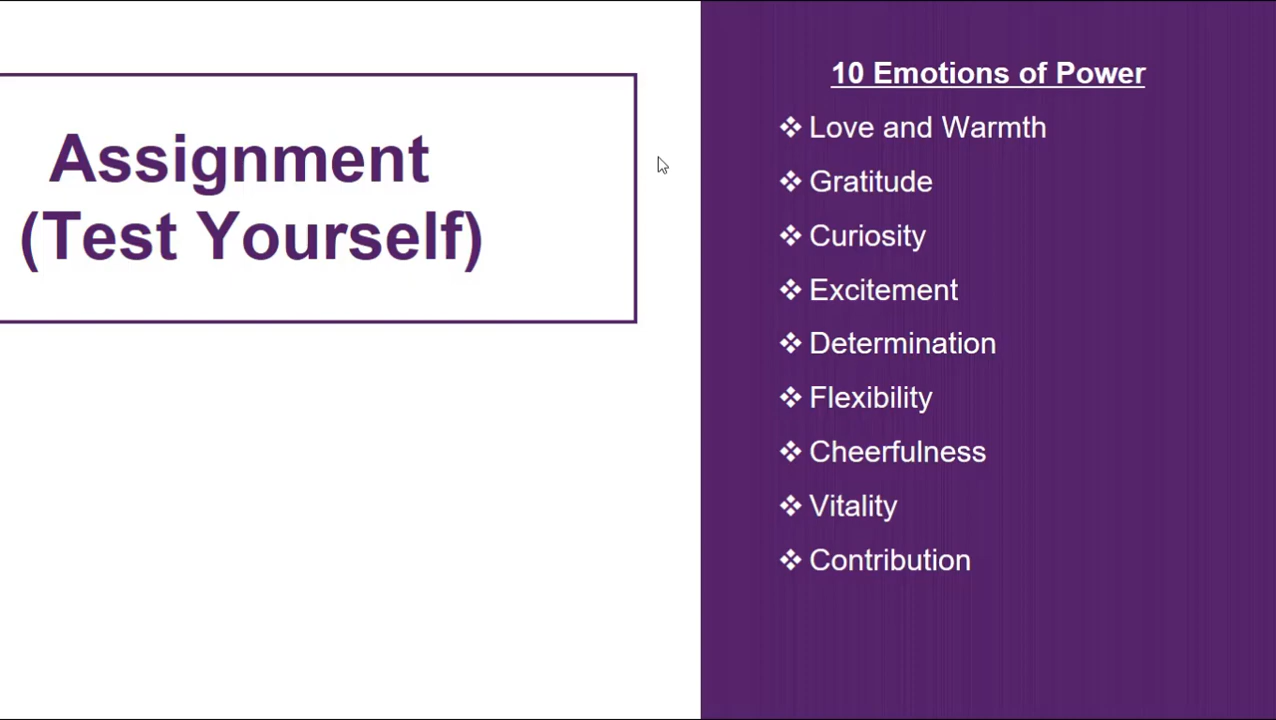 Assignment
(Test Yourself)
10 Emotions of Power
❖ Love and Warmth
❖ Gratitude
❖ Curiosity
❖ Excitement
❖ Determination
❖ Flexibility
❖ Cheerfulness
❖ Vitality
❖ Contribution